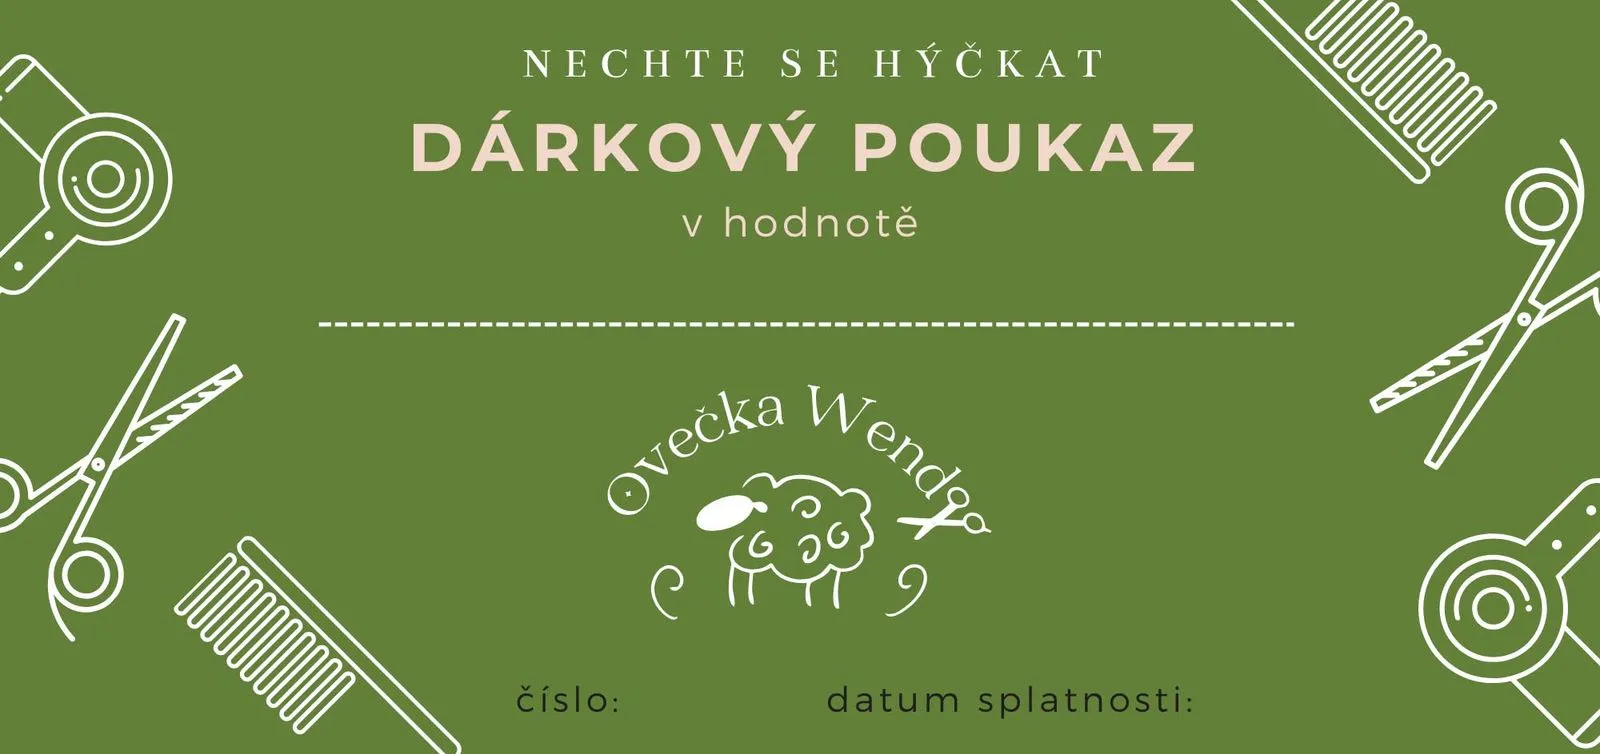 NECHTE SE HÝČKAT
DÁRKOVÝ POUKAZ
v hodnotě
Ovečka Wendy
číslo:
datum splatnosti: